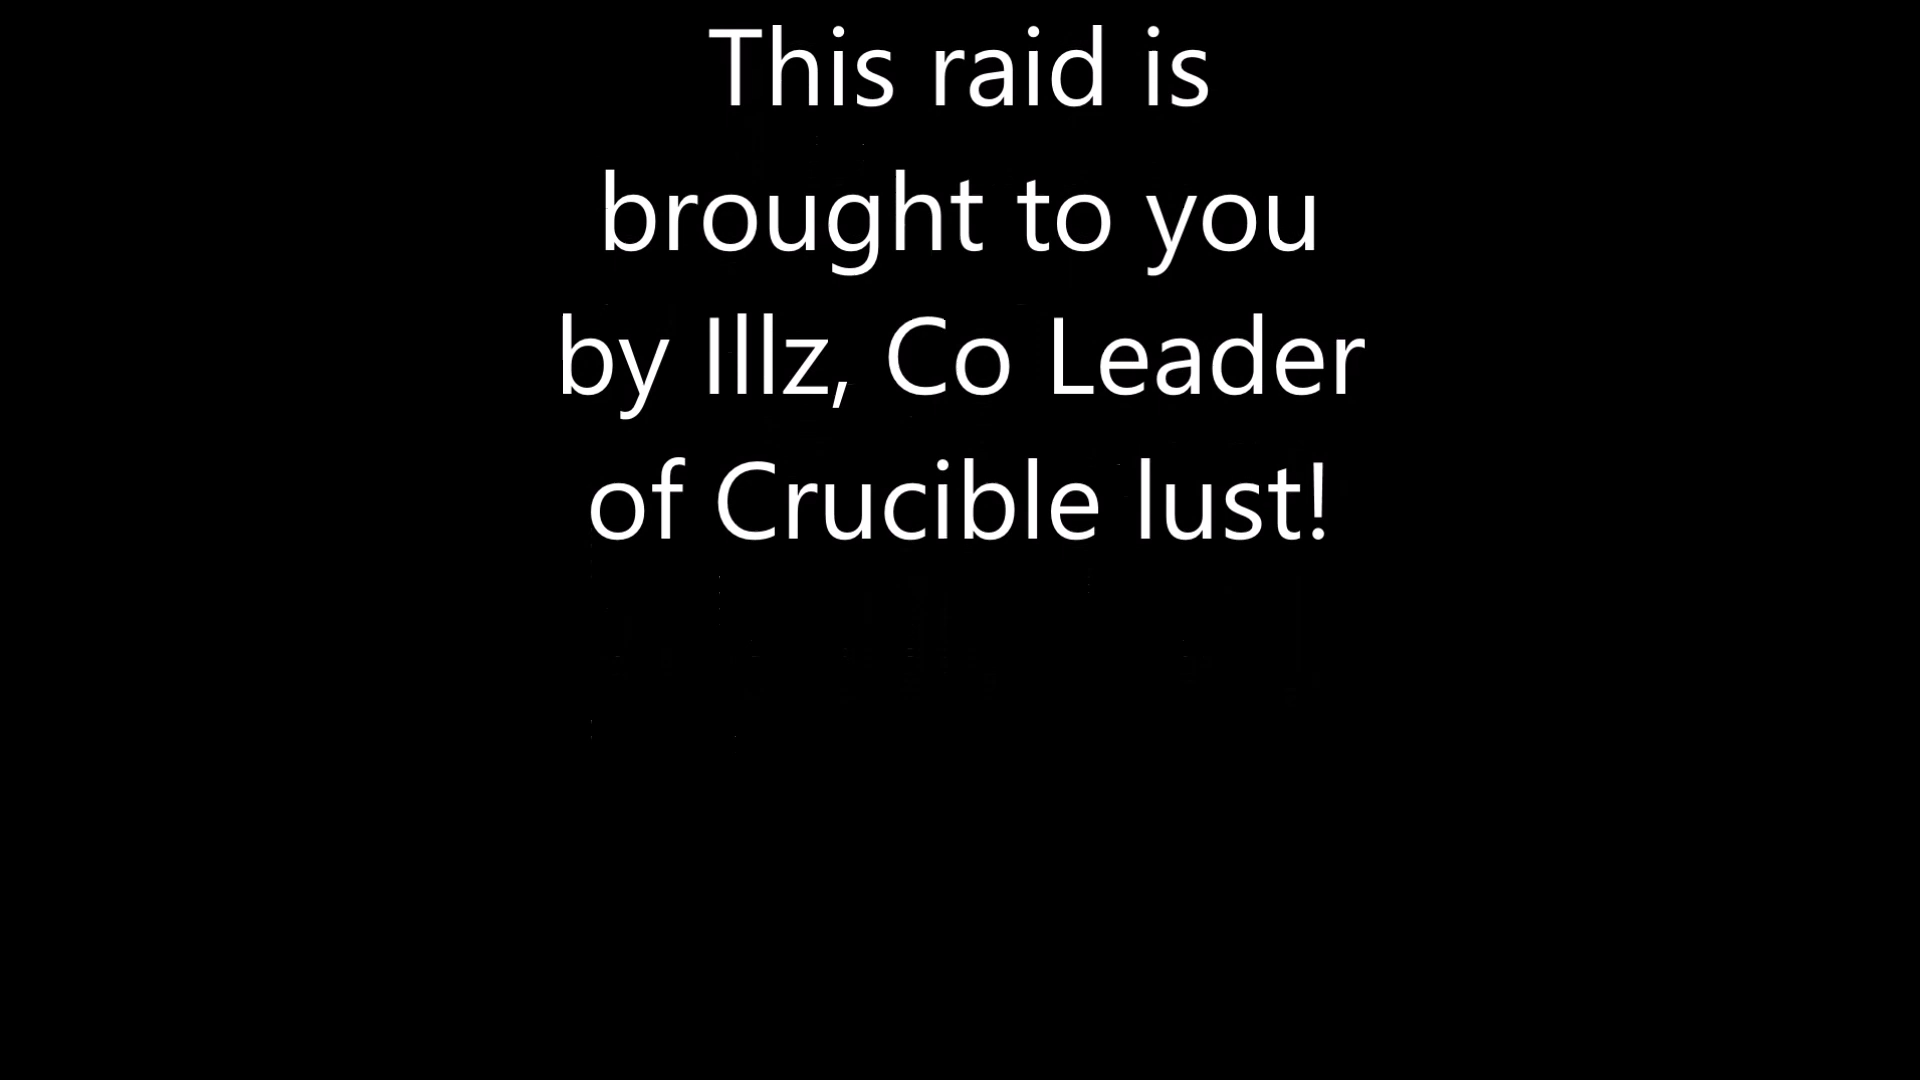 This raid is
brought to you
by Illz, Co Leader
of Crucible lust!